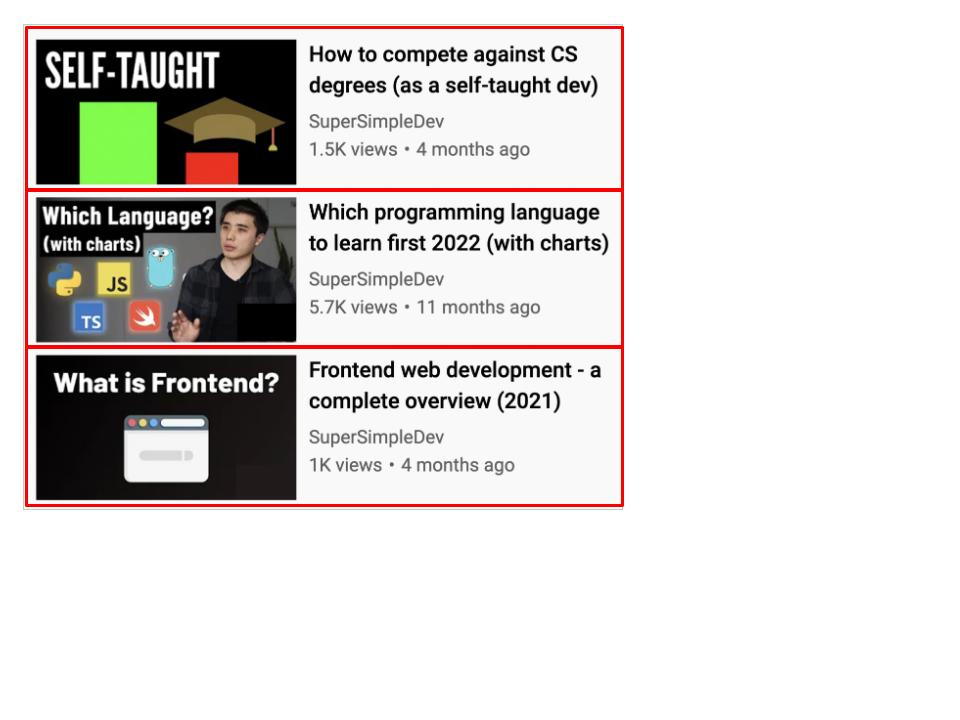 SELF-TAUGHT
How to compete against CS
degrees (as a self-taught dev)
SuperSimpleDev
1.5K views • 4 months ago
Which Language?
(with charts)
JS
TS
Which programming language
to learn first 2022 (with charts)
SuperSimpleDev
5.7K views • 11 months ago
What is Frontend?
Frontend web development - a
complete overview (2021)
SuperSimpleDev
1K views • 4 months ago